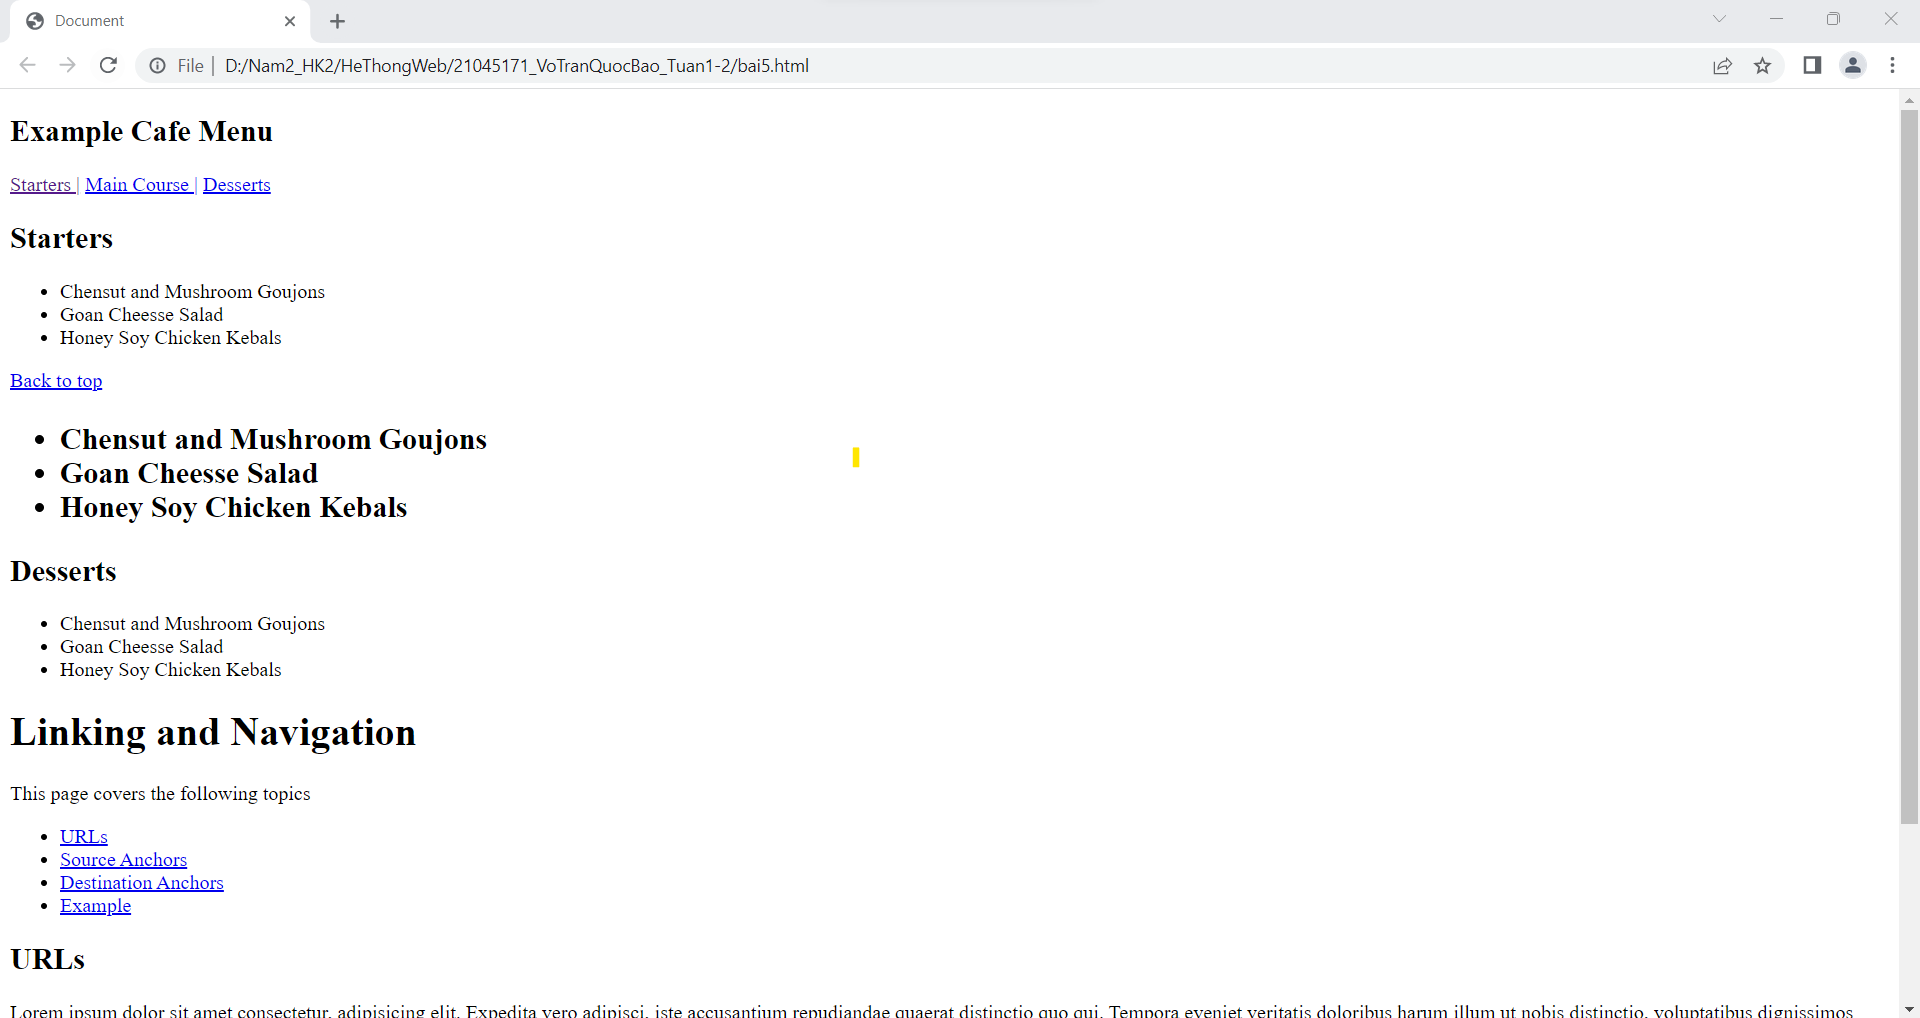 Document
File | D:/Nam2_HK2/HeThongWeb/21045171_VoTranQuocBao_Tuan1-2/bai5.html
Example Cafe Menu
Starters | Main Course | Desserts
Starters
• Chensut and Mushroom Goujons
• Goan Cheesse Salad
• Honey Soy Chicken Kebals
Back to top
• Chensut and Mushroom Goujons
• Goan Cheesse Salad
• Honey Soy Chicken Kebals
Desserts
• Chensut and Mushroom Goujons
• Goan Cheesse Salad
• Honey Soy Chicken Kebals
Linking and Navigation
This page covers the following topics
• URLs
• Source Anchors
• Destination Anchors
• Example
URLs
Lorem ipsum dolor sit amet consectetur, adipisicing elit. Expedita vero adipisci, iste accusantium repudiandae quaerat distinctio quo qui. Tempora eveniet veritatis doloribus harum illum ut nobis distinctio, voluptatibus dignissimos